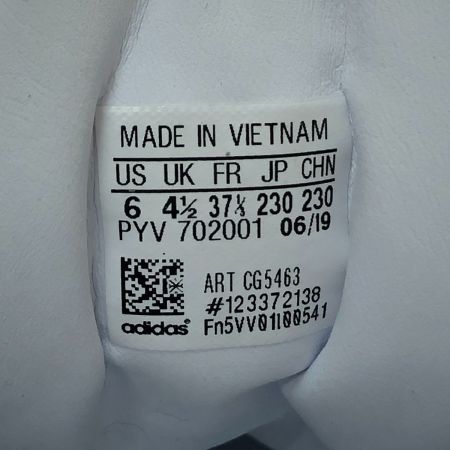 MADE IN VIETNAM
US UK FR JP CHN
6 4½ 37⅓ 230 230
PYV 702001 06/19
ART CG5463
#123372138
adidas Fn5VV01I00541